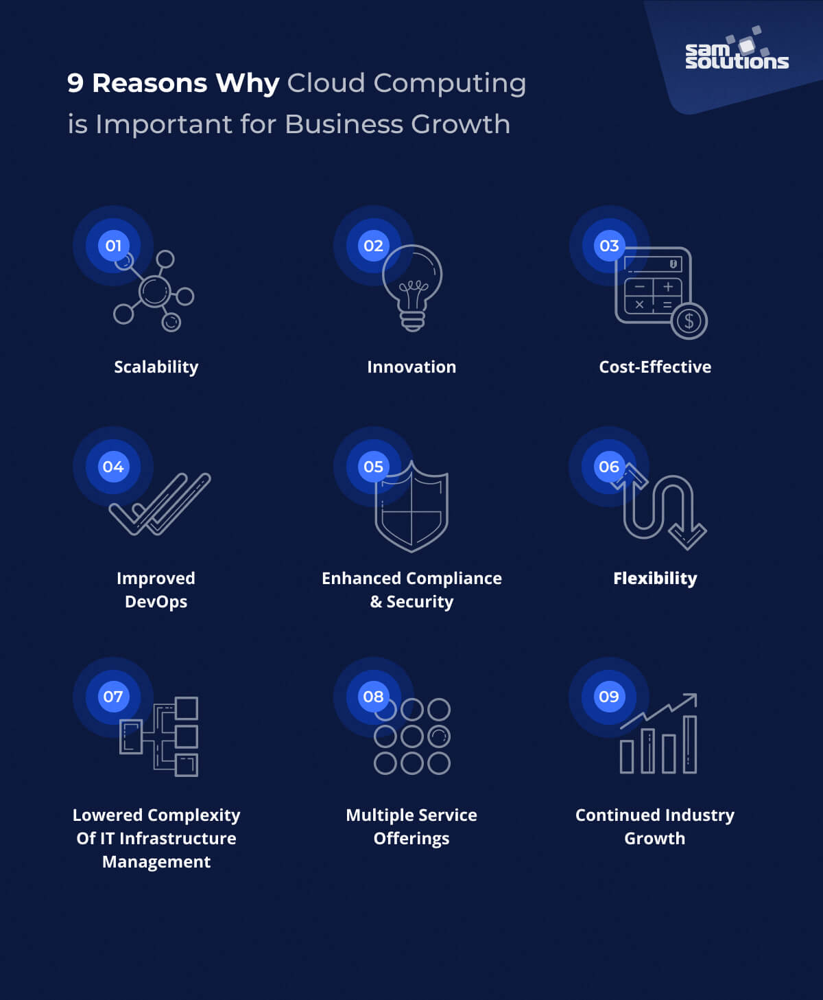 sam
solutions
9 Reasons Why Cloud Computing
is Important for Business Growth
01
Scalability
02
Innovation
03
$
Cost-Effective
04
Improved
DevOps
05
Enhanced Compliance
& Security
06
Flexibility
07
Lowered Complexity
Of IT Infrastructure
Management
08
Multiple Service
Offerings
09
Continued Industry
Growth